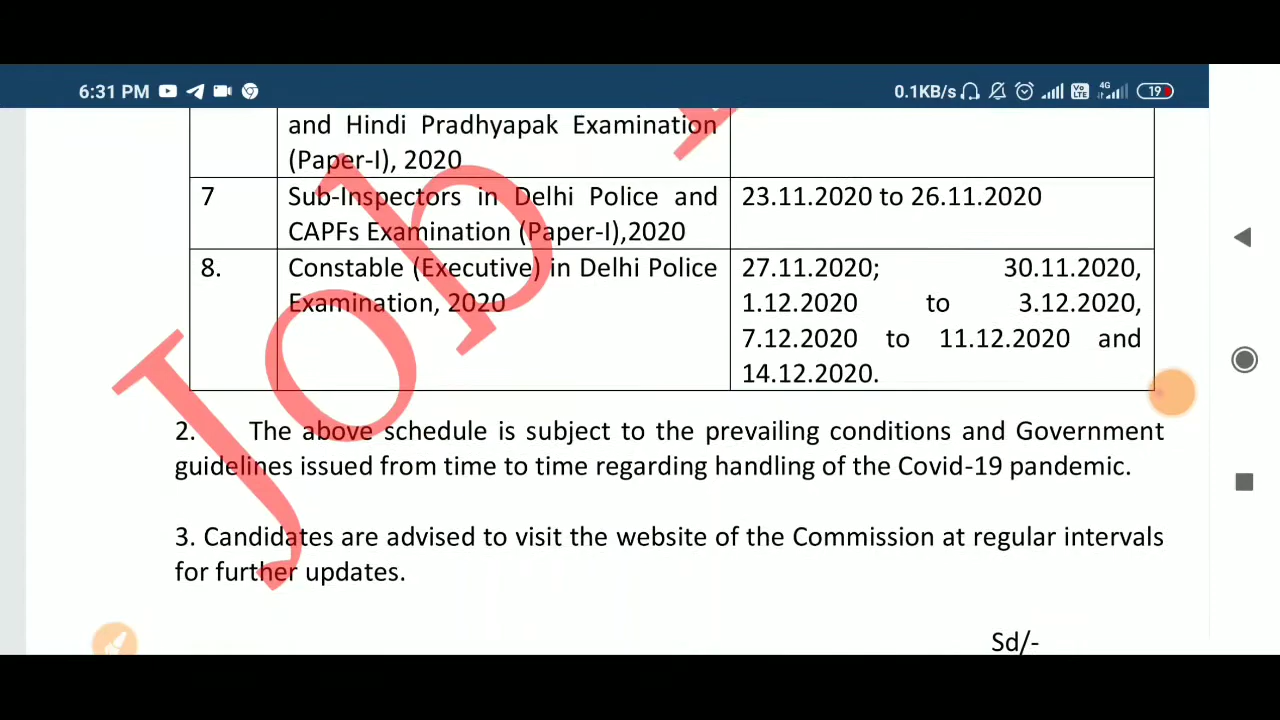 6:31 PM
0.1KB/s
4G
Vo
LTE
19
and Hindi Pradhyapak Examination
(Paper-I), 2020
7 Sub-Inspectors in Delhi Police and 23.11.2020 to 26.11.2020
CAPFs Examination (Paper-I),2020
8. Constable (Executive) in Delhi Police 27.11.2020; 30.11.2020,
Examination, 2020 1.12.2020 to 3.12.2020,
7.12.2020 to 11.12.2020 and
14.12.2020.
2. The above schedule is subject to the prevailing conditions and Government
guidelines issued from time to time regarding handling of the Covid-19 pandemic.
3. Candidates are advised to visit the website of the Commission at regular intervals
for further updates.
Sd/-
Job